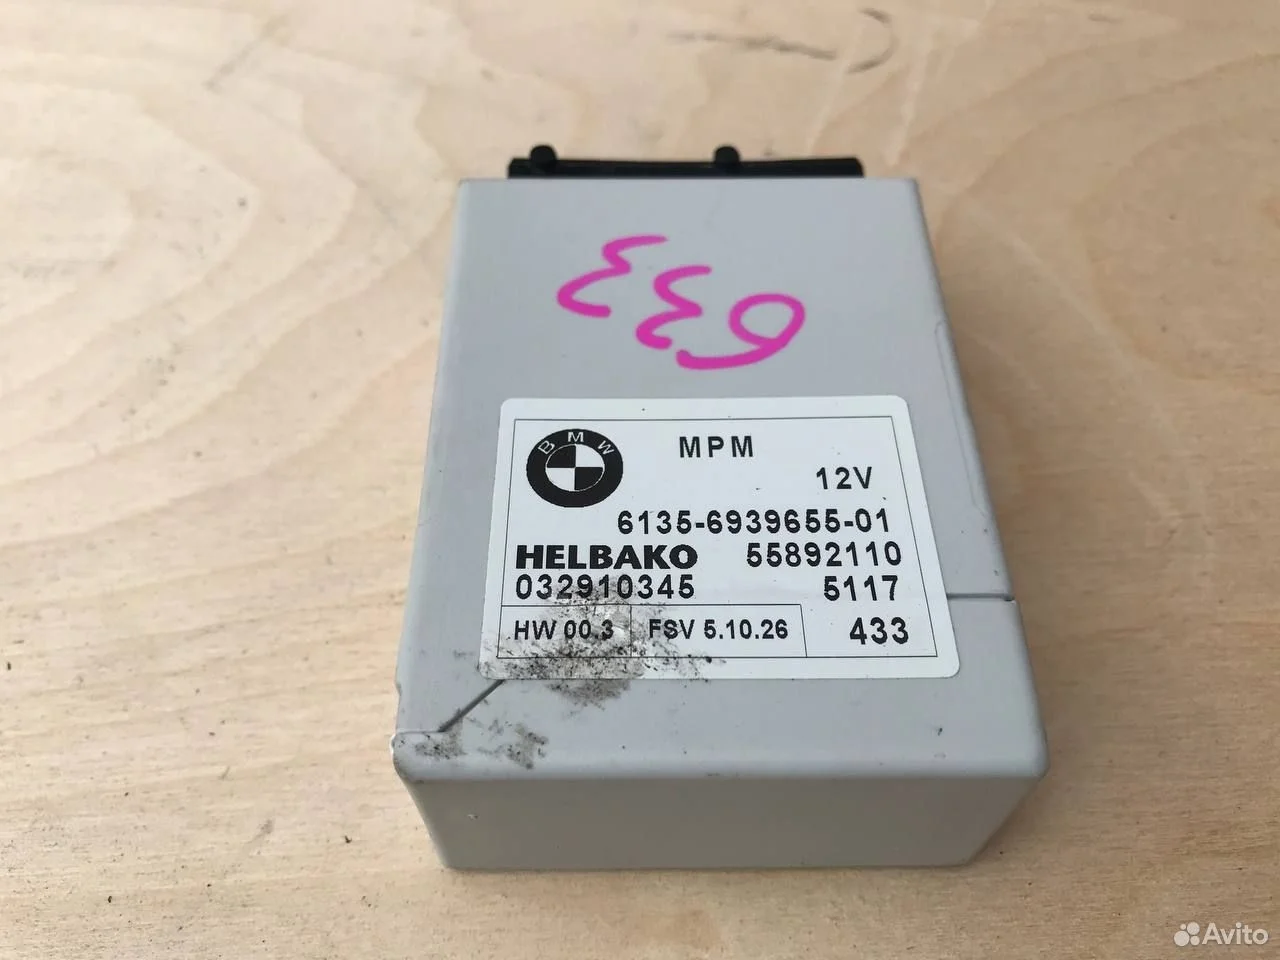 633
BMW
MPM
12V
6135-6939655-01
HELBAKO 55892110
032910345 5117
HW 00.3 FSV 5.10.26 433
Avito